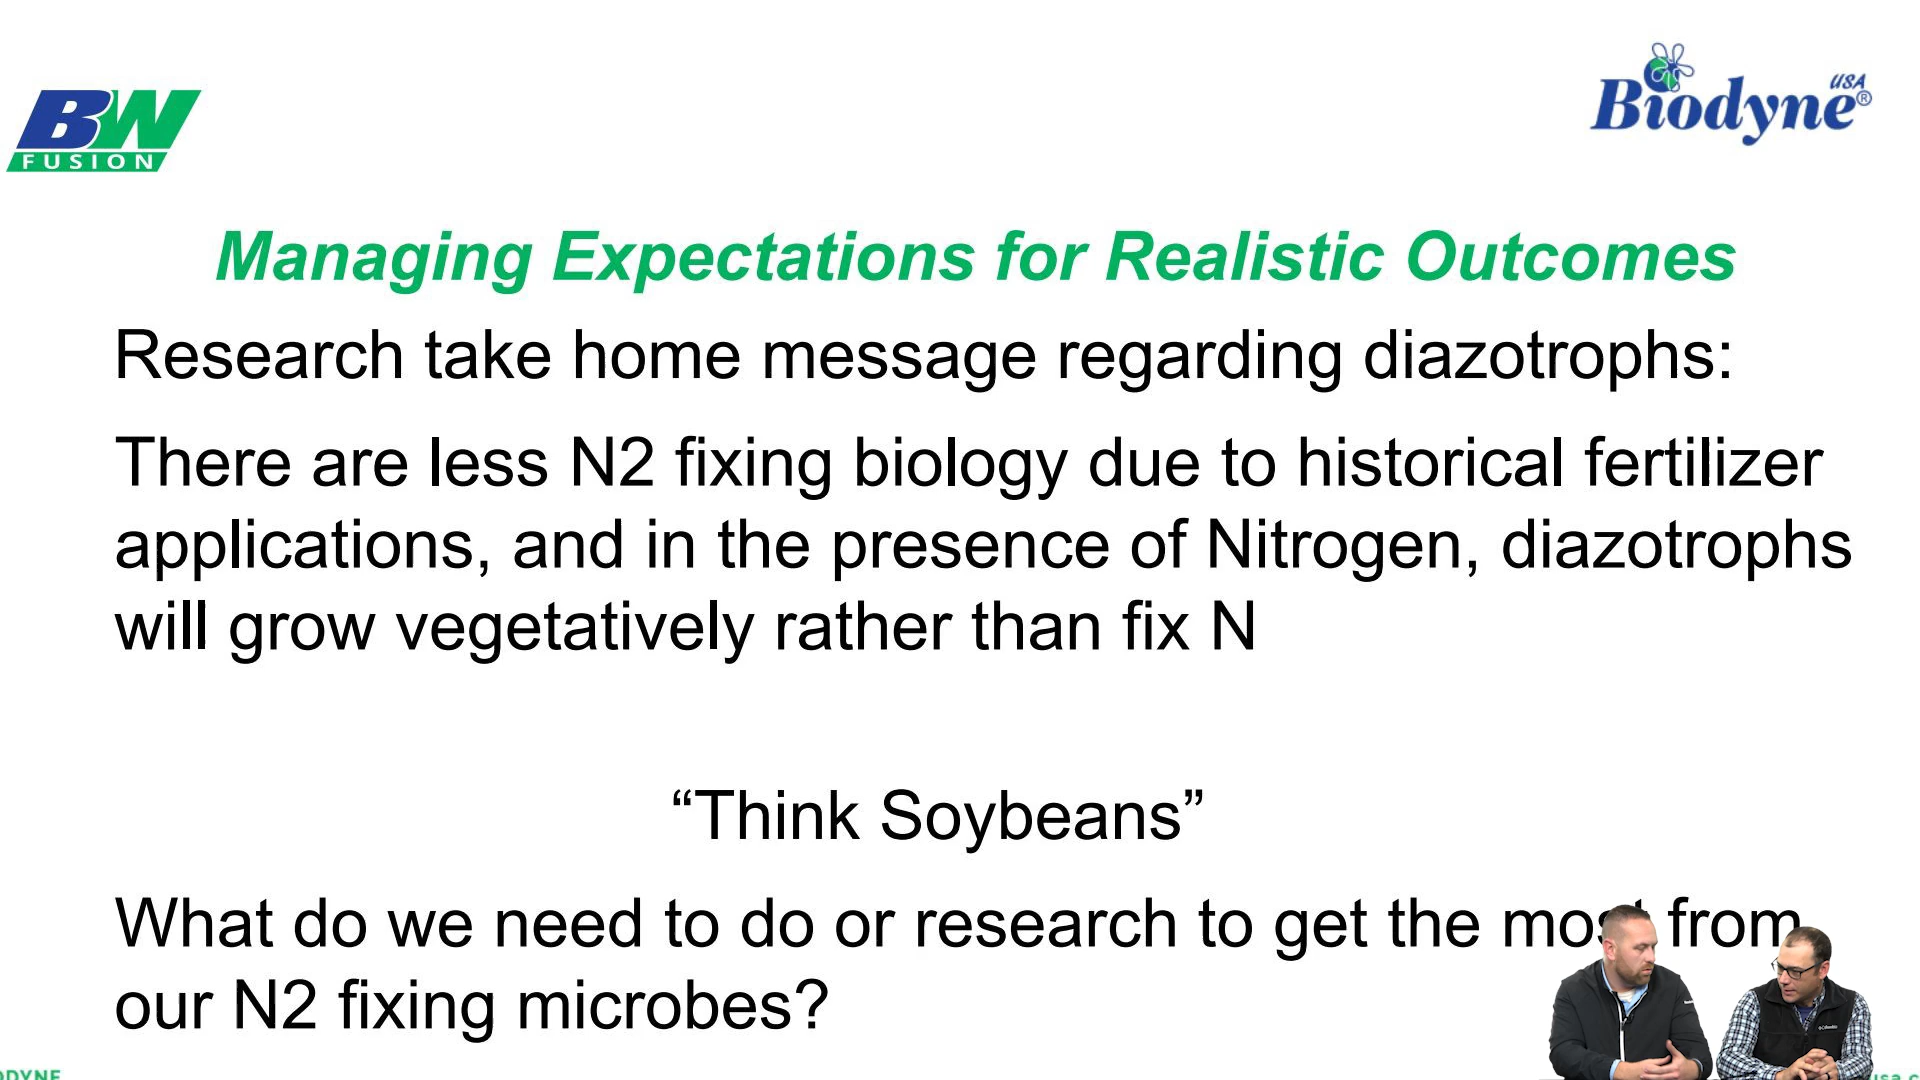 BW
FUSION
Biodyne USA®
Managing Expectations for Realistic Outcomes
Research take home message regarding diazotrophs:
There are less N2 fixing biology due to historical fertilizer
applications, and in the presence of Nitrogen, diazotrophs
will grow vegetatively rather than fix N
“Think Soybeans”
What do we need to do or research to get the most from
our N2 fixing microbes?